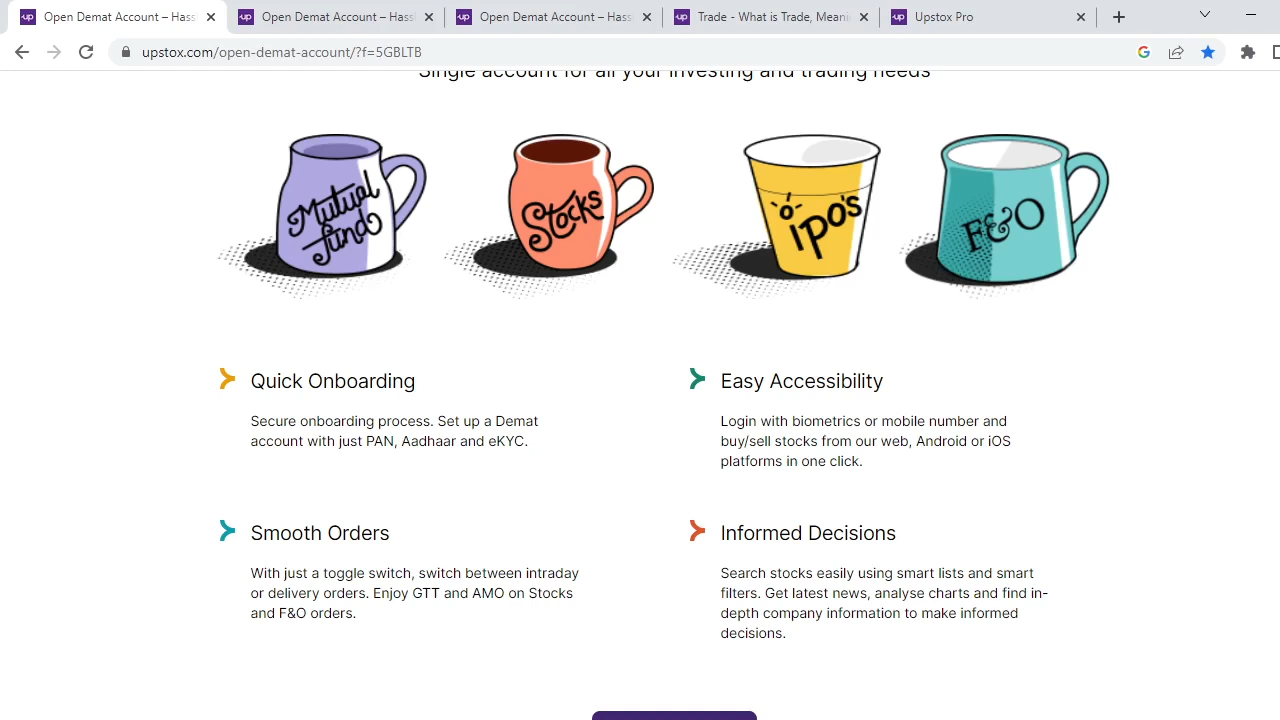 Open Demat Account – Hass
Open Demat Account – Hass
Open Demat Account – Hass
Trade - What is Trade, Meani
Upstox Pro
upstox.com/open-demat-account/?f=5GBLTB
Single account for all your investing and trading needs
Mutual
fund
Stocks
IPO's
F&O
Quick Onboarding
Secure onboarding process. Set up a Demat
account with just PAN, Aadhaar and eKYC.
Easy Accessibility
Login with biometrics or mobile number and
buy/sell stocks from our web, Android or iOS
platforms in one click.
Smooth Orders
With just a toggle switch, switch between intraday
or delivery orders. Enjoy GTT and AMO on Stocks
and F&O orders.
Informed Decisions
Search stocks easily using smart lists and smart
filters. Get latest news, analyse charts and find in-
depth company information to make informed
decisions.